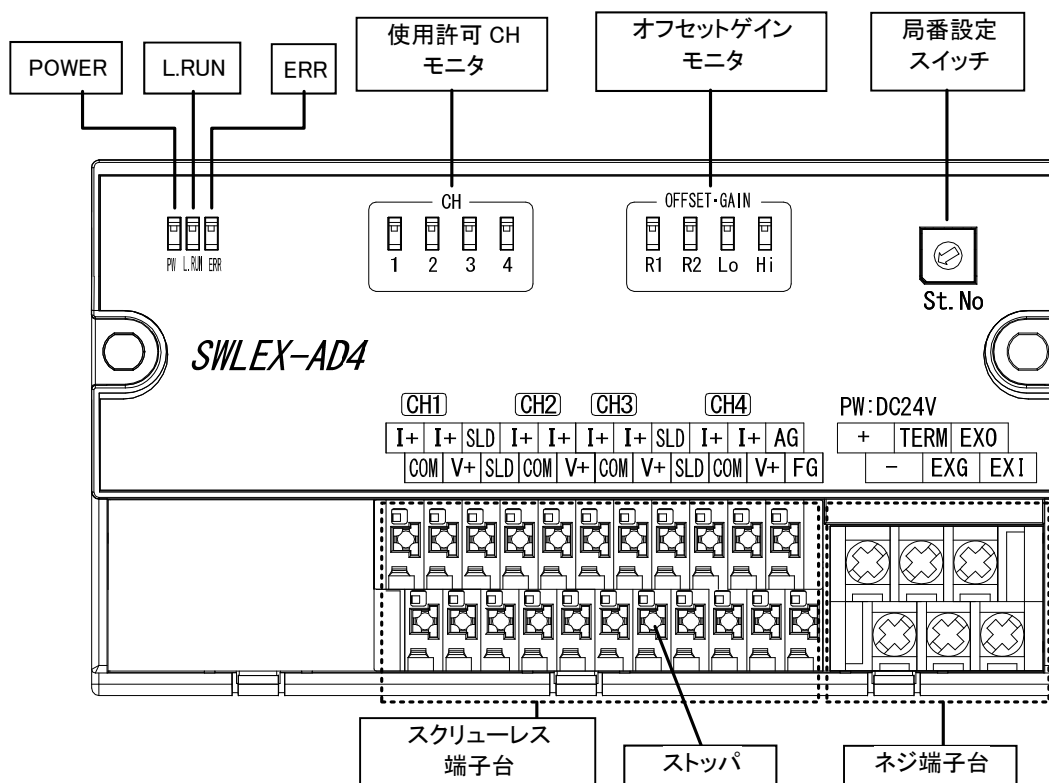 使用許可 CH
モニタ
オフセットゲイン
モニタ
局番設定
スイッチ
POWER
L.RUN
ERR
CH
OFFSET･GAIN
PW L.RUN ERR
1 2 3 4
R1 R2 Lo Hi
St.No
SWLEX-AD4
CH1 CH2 CH3 CH4
PW:DC24V
I+ I+ SLD I+ I+ I+ I+ SLD I+ I+ AG
+ TERM EXO
COM V+ SLD COM V+ COM V+ SLD COM V+ FG
- EXG EXI
スクリューレス
端子台
ストッパ
ネジ端子台